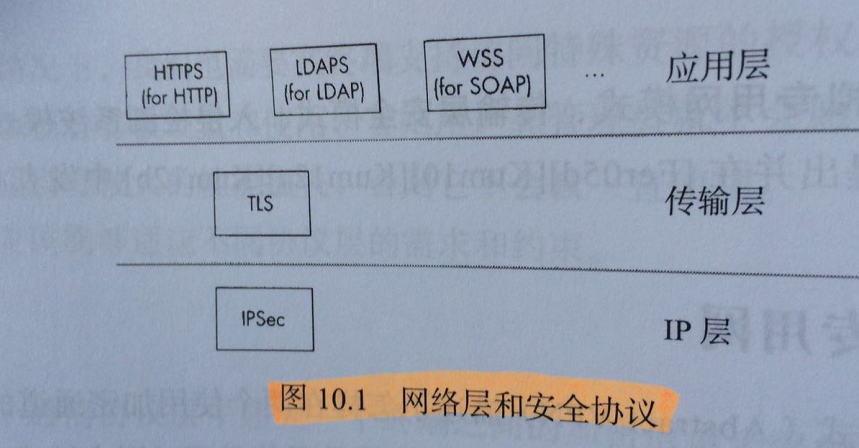 HTTPS
(for HTTP)
LDAPS
(for LDAP)
WSS
(for SOAP)
...
应用层
TLS
传输层
IPSec
IP 层
图 10.1 网络层和安全协议